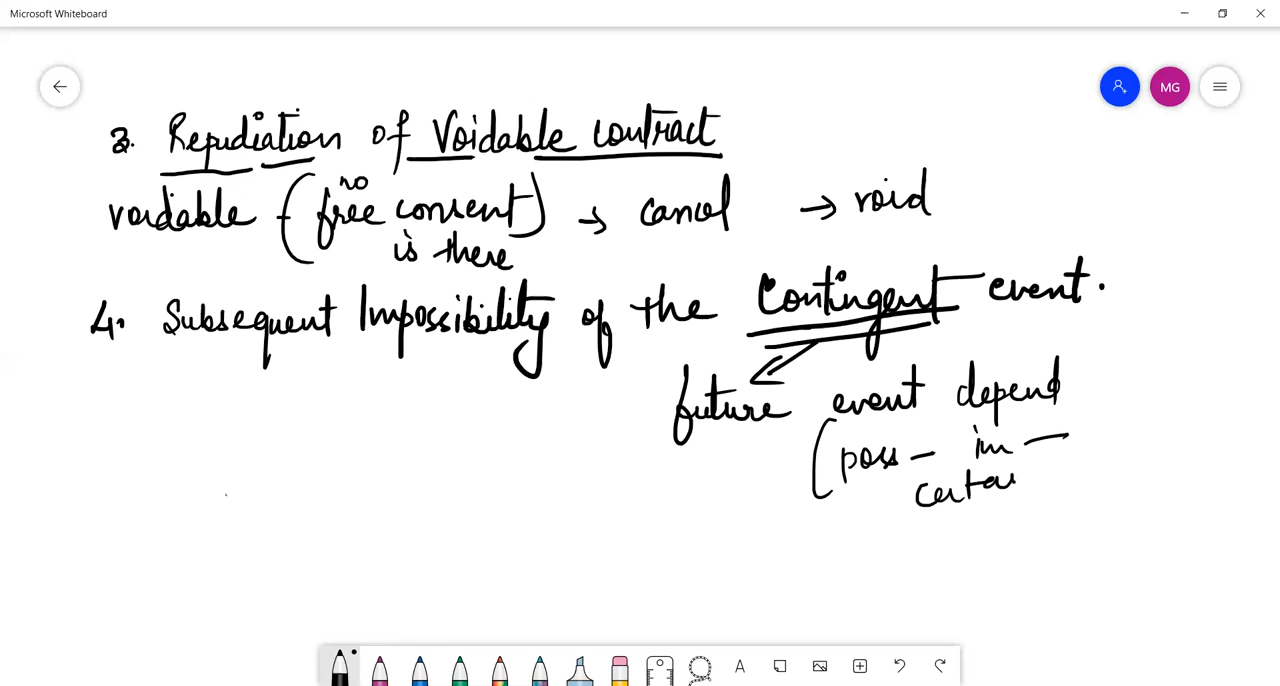 Microsoft Whiteboard
MG
3. Repudiation of Voidable contract
voidable - (free no consent is there) → cancel → void
4. Subsequent Impossibility of the Contingent event.
future event depend
(poss - im -
certai
A